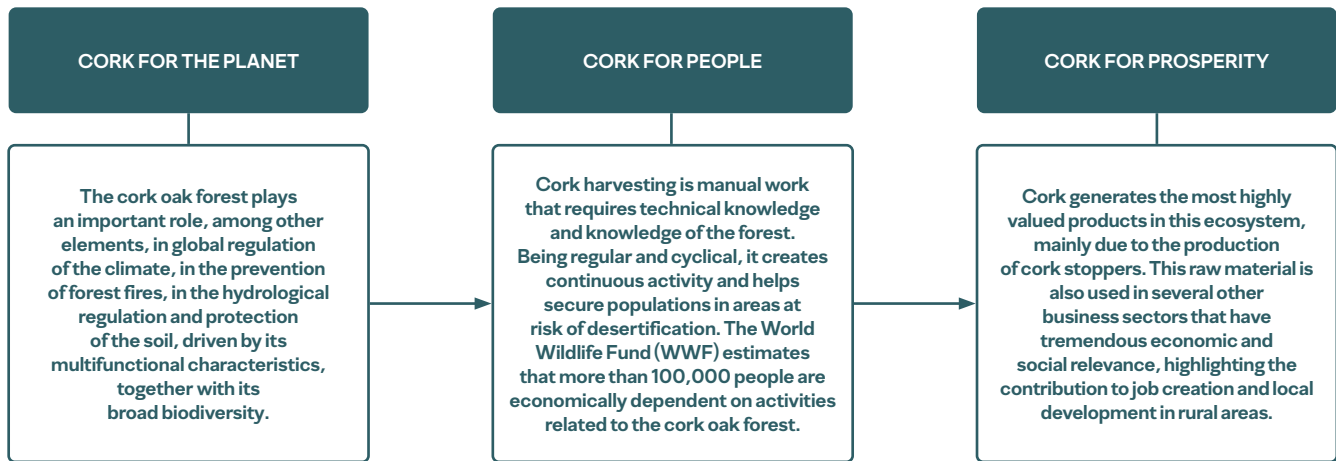 CORK FOR THE PLANET
The cork oak forest plays
an important role, among other
elements, in global regulation
of the climate, in the prevention
of forest fires, in the hydrological
regulation and protection
of the soil, driven by its
multifunctional characteristics,
together with its
broad biodiversity.
CORK FOR PEOPLE
Cork harvesting is manual work
that requires technical knowledge
and knowledge of the forest.
Being regular and cyclical, it creates
continuous activity and helps
secure populations in areas at
risk of desertification. The World
Wildlife Fund (WWF) estimates
that more than 100,000 people are
economically dependent on activities
related to the cork oak forest.
CORK FOR PROSPERITY
Cork generates the most highly
valued products in this ecosystem,
mainly due to the production
of cork stoppers. This raw material is
also used in several other
business sectors that have
tremendous economic and
social relevance, highlighting the
contribution to job creation and local
development in rural areas.